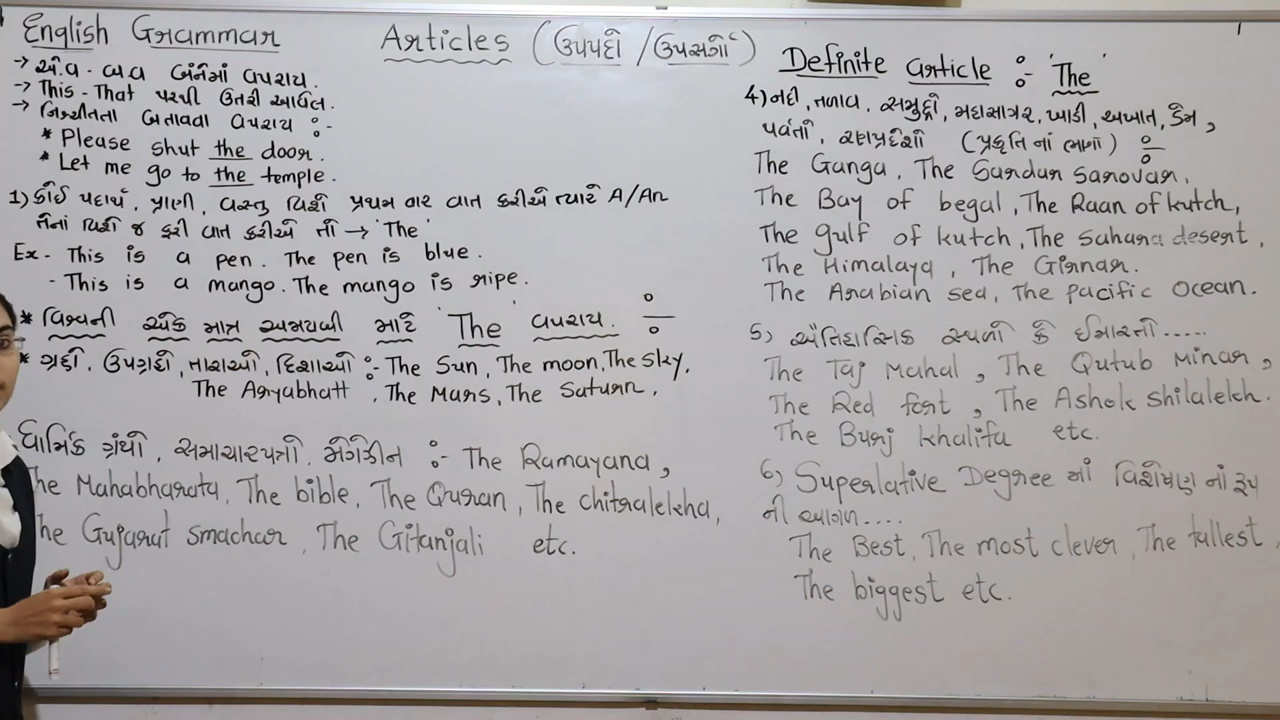 English Grammar
Articles (ઉપપદો / ઉપસર્ગો)
Definite article :- 'The'
→ એ.વ - બ.વ બંનેમાં વપરાય.
→ This - That પરથી ઉતરી આવેલ.
→ નિશ્ચીતતા બતાવવા વપરાય :-
* Please shut the door.
* Let me go to the temple.
1) કોઈ પદાર્થ, પ્રાણી, વસ્તુ વિશે પ્રથમ વાર વાત કરીએ ત્યારે A/An
તેનાં વિશે જ ફરી વાત કરીએ તો → 'The'
Ex - This is a pen. The pen is blue.
- This is a mango. The mango is ripe.
* વિશ્વની એક માત્ર માટે 'The' વપરાય. :-
* ગ્રહો, ઉપગ્રહો, તારાઓ, દિશાઓ :- The Sun, The moon, The sky,
The Aryabhatt, The Mars, The Saturn,
ધાર્મિક ગ્રંથો, સમાચારપત્રો, મેગેઝીન :- The Ramayana,
The Mahabharata, The bible, The Quran, The chitralekha,
he Gujarat smachar, The Gitanjali etc.
4) નદી, તળાવ, સમુદ્રો, મહાસાગર, ખાડી, અખાત,
પર્વતો, રણપ્રદેશો (પ્રકૃતિ નાં ) :-
The Ganga, The Sardar sarovar,
The Bay of begal, The Raan of kutch,
The gulf of kutch, The Sahara desert,
The Himalaya, The Girnar.
The Arabian sea, The pacific Ocean.
5) ઐતિહાસિક સ્થળો કે ઈમારતો.....
The Taj Mahal, The Qutub Minar,
The Red fort, The Ashok Shilalekh.
The Burj khalifa etc.
6) Superlative Degree માં વિશેષણ નાં રૂપ
ની આગળ....
The Best, The most clever, The tallest,
The biggest etc.